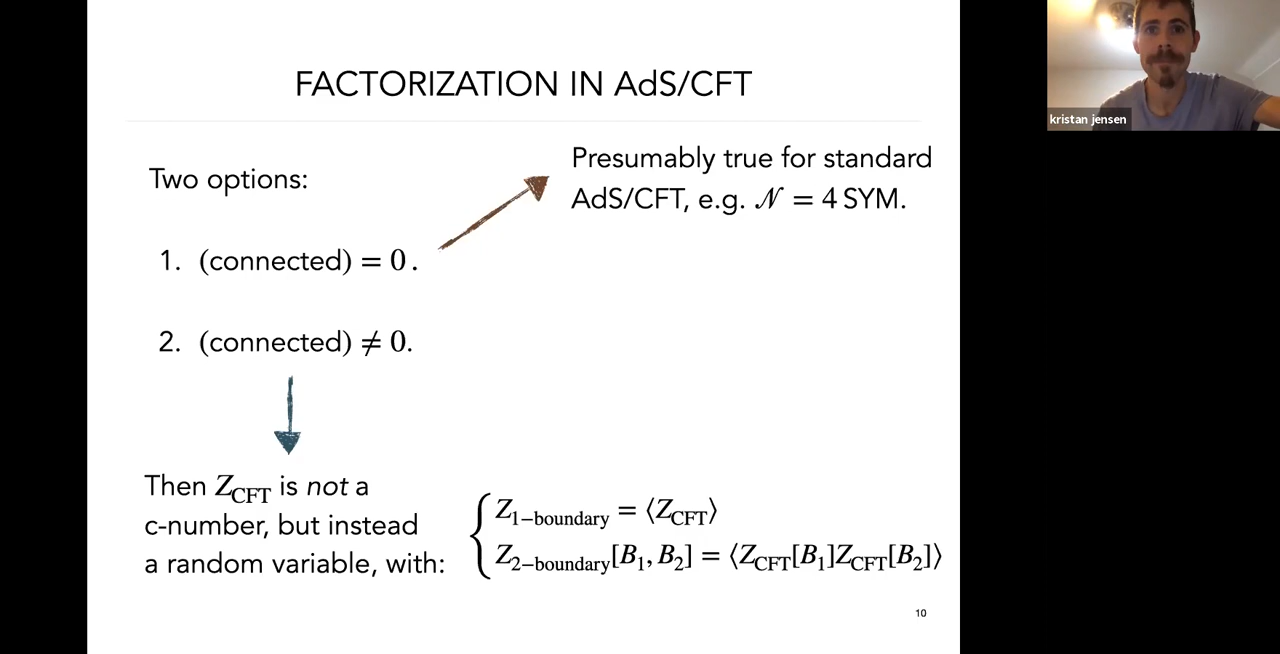 FACTORIZATION IN AdS/CFT
Two options:
Presumably true for standard
AdS/CFT, e.g. 𝒩 = 4 SYM.
1. (connected) = 0.
2. (connected) ≠ 0.
Then Z_CFT is not a
c-number, but instead
a random variable, with:
Z_1−boundary = ⟨Z_CFT⟩
Z_2−boundary[B_1, B_2] = ⟨Z_CFT[B_1]Z_CFT[B_2]⟩
10
kristan jensen